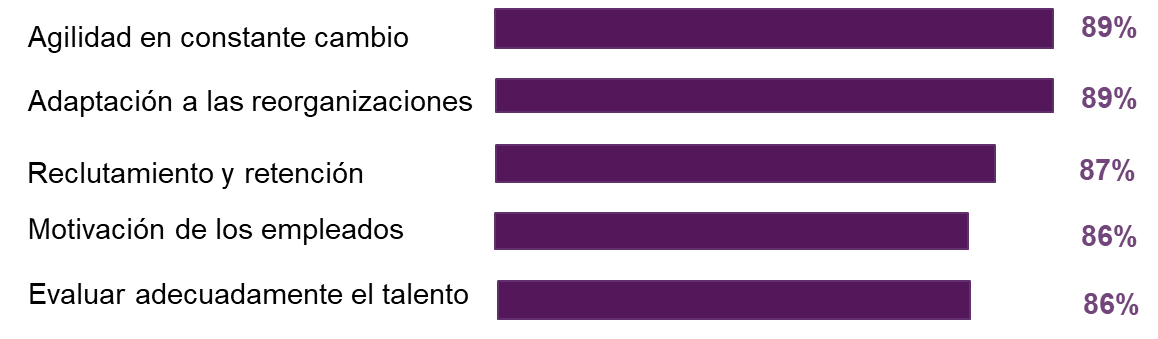 Agilidad en constante cambio 89%
Adaptación a las reorganizaciones 89%
Reclutamiento y retención 87%
Motivación de los empleados 86%
Evaluar adecuadamente el talento 86%